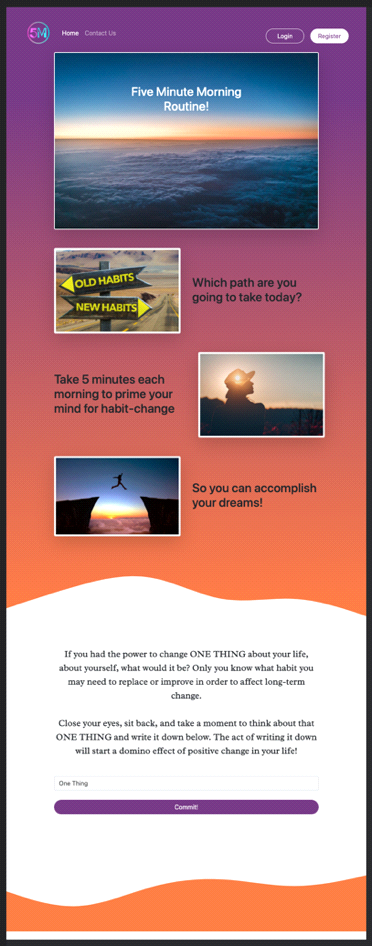 5M Home Contact Us Login Register
Five Minute Morning
Routine!
OLD HABITS
NEW HABITS
Which path are you
going to take today?
Take 5 minutes each
morning to prime your
mind for habit-change
So you can accomplish
your dreams!
If you had the power to change ONE THING about your life,
about yourself, what would it be? Only you know what habit you
may need to replace or improve in order to affect long-term
change.
Close your eyes, sit back, and take a moment to think about that
ONE THING and write it down below. The act of writing it down
will start a domino effect of positive change in your life!
One Thing
Commit!